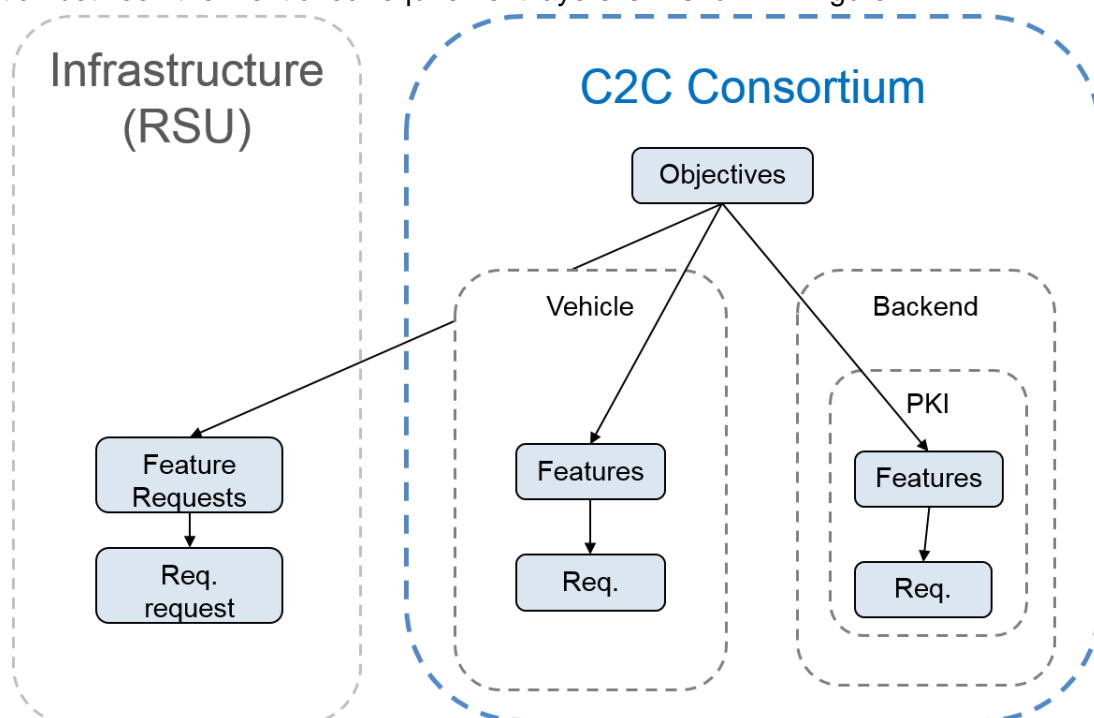 Infrastructure
(RSU)
C2C Consortium
Objectives
Vehicle
Backend
PKI
Feature
Requests
Features
Features
Req.
request
Req.
Req.